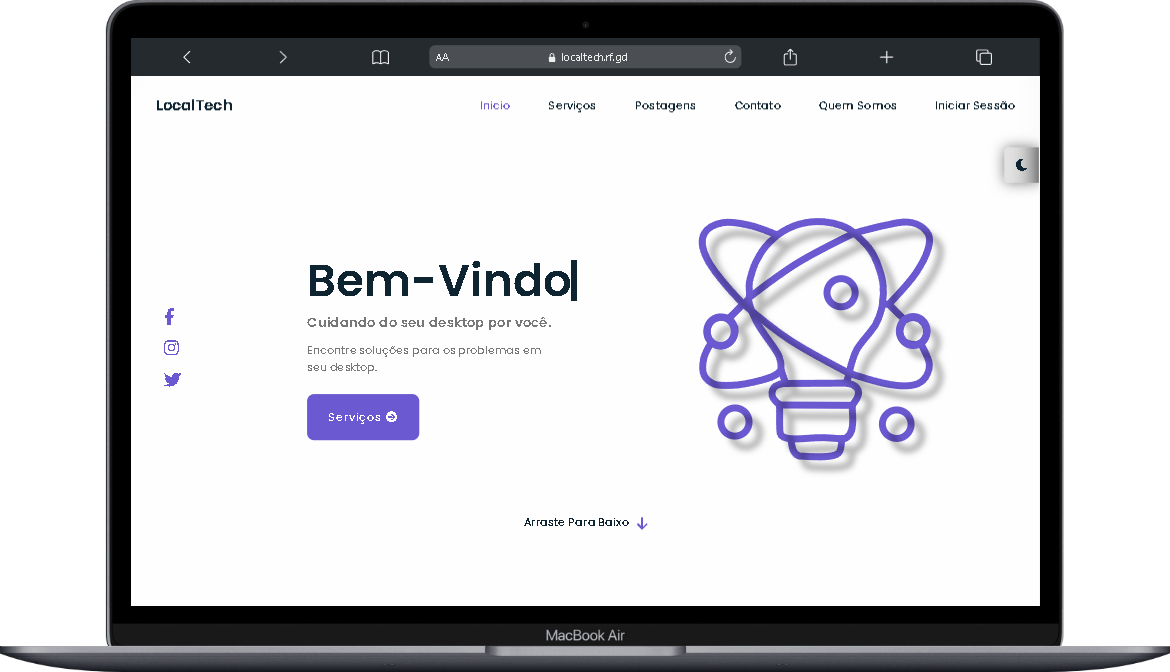 AA localtech.rf.gd
LocalTech Inicio Serviços Postagens Contato Quem Somos Iniciar Sessão
Bem-Vindo|
Cuidando do seu desktop por você.
Encontre soluções para os problemas em
seu desktop.
Serviços
Arraste Para Baixo
MacBook Air